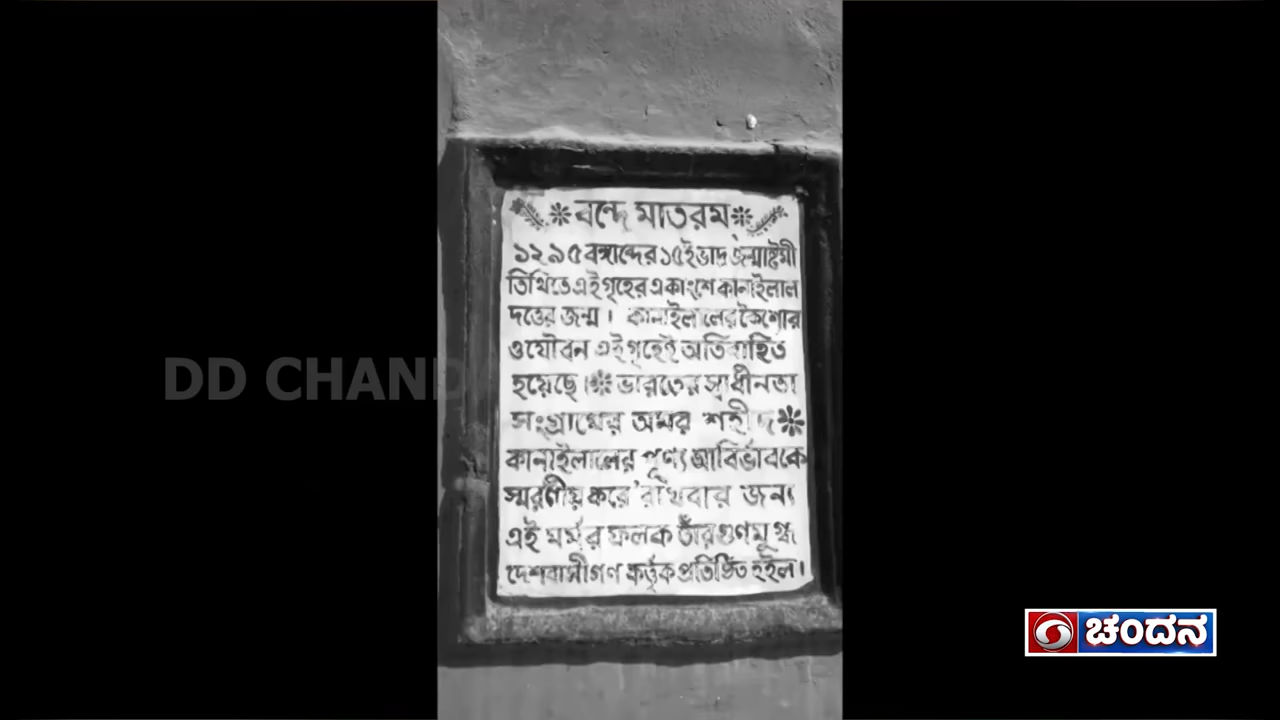 বন্দে মাতরম্
১২৯৫ বঙ্গাব্দের ১৫ই ভাদ্র জন্মাষ্টমী
তিথিতে এই গৃহের একাংশে কানাইলাল
দত্তের জন্ম। কানাইলালের কৈশোর
ও যৌবন এই গৃহেই অতিবাহিত
হয়েছে। ভারতের স্বাধীনতা
সংগ্রামের অমর শহীদ
কানাইলালের পূণ্য আবির্ভাবকে
স্মরণীয় করে রাখিবার জন্য
এই মর্মর ফলক তাঁর গুণমুগ্ধ
দেশবাসীগণ কর্ত্তৃক প্রতিষ্ঠিত হইল।
DD CHAND
ಚಂದನ